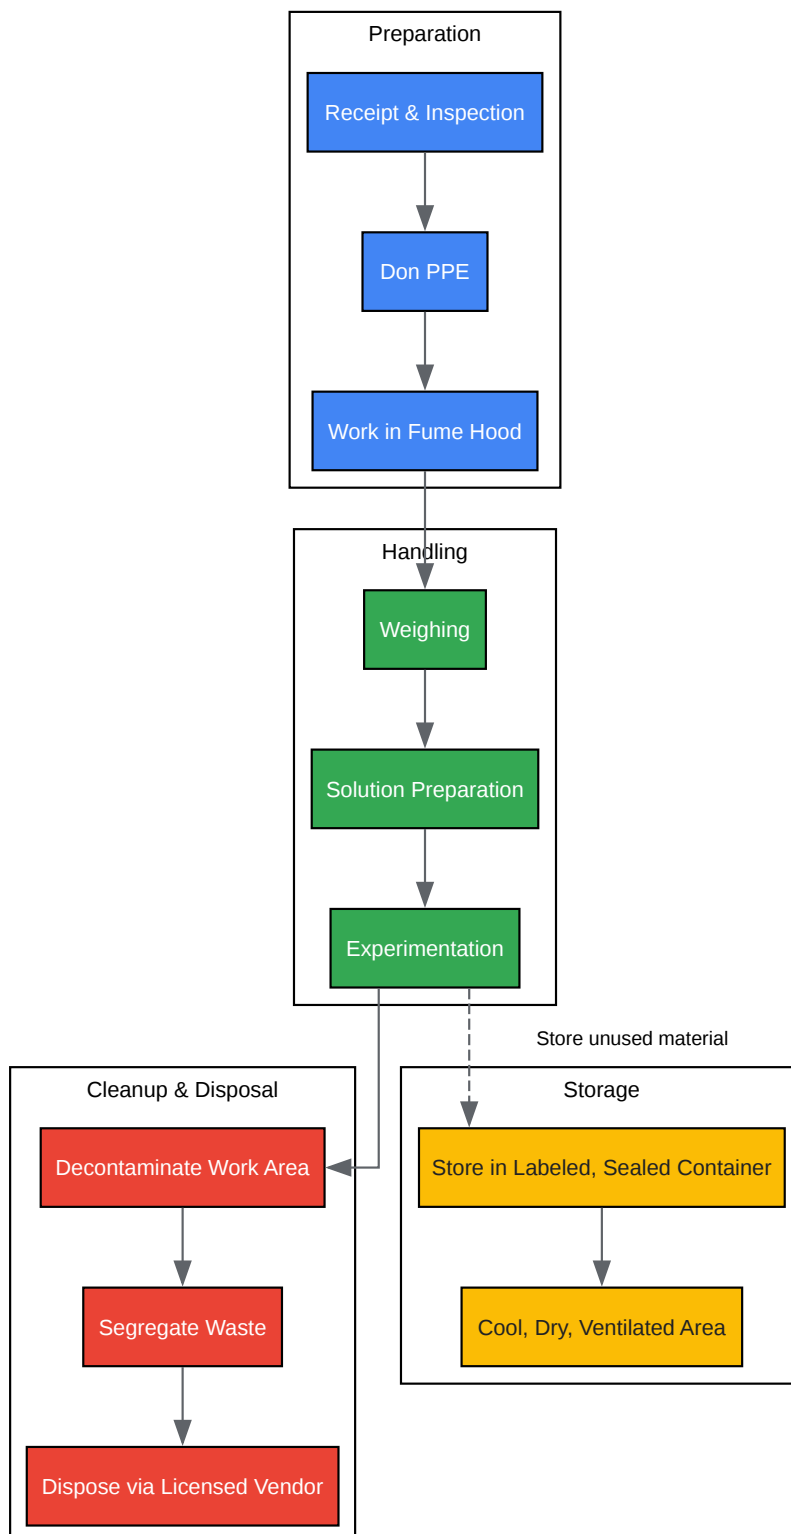 Preparation
Receipt & Inspection
Don PPE
Work in Fume Hood
Handling
Weighing
Solution Preparation
Experimentation
Store unused material
Cleanup & Disposal
Decontaminate Work Area
Segregate Waste
Dispose via Licensed Vendor
Storage
Store in Labeled, Sealed Container
Cool, Dry, Ventilated Area